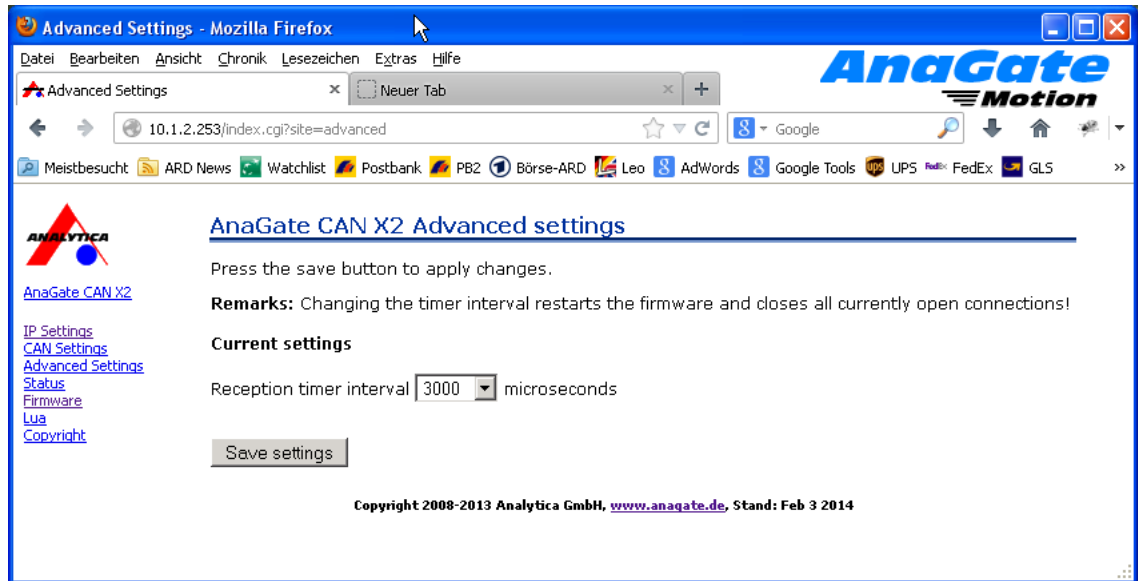 Advanced Settings - Mozilla Firefox
Datei Bearbeiten Ansicht Chronik Lesezeichen Extras Hilfe
AnaGate
Motion
Advanced Settings × Neuer Tab × +
10.1.2.253/index.cgi?site=advanced
8 Google
Meistbesucht ARD News Watchlist Postbank PB2 Börse-ARD Leo 8 AdWords 8 Google Tools UPS FedEx FedEx GLS »
ANALYTICA
AnaGate CAN X2
IP Settings
CAN Settings
Advanced Settings
Status
Firmware
Lua
Copyright
AnaGate CAN X2 Advanced settings
Press the save button to apply changes.
Remarks: Changing the timer interval restarts the firmware and closes all currently open connections!
Current settings
Reception timer interval 3000 microseconds
Save settings
Copyright 2008-2013 Analytica GmbH, www.anagate.de, Stand: Feb 3 2014